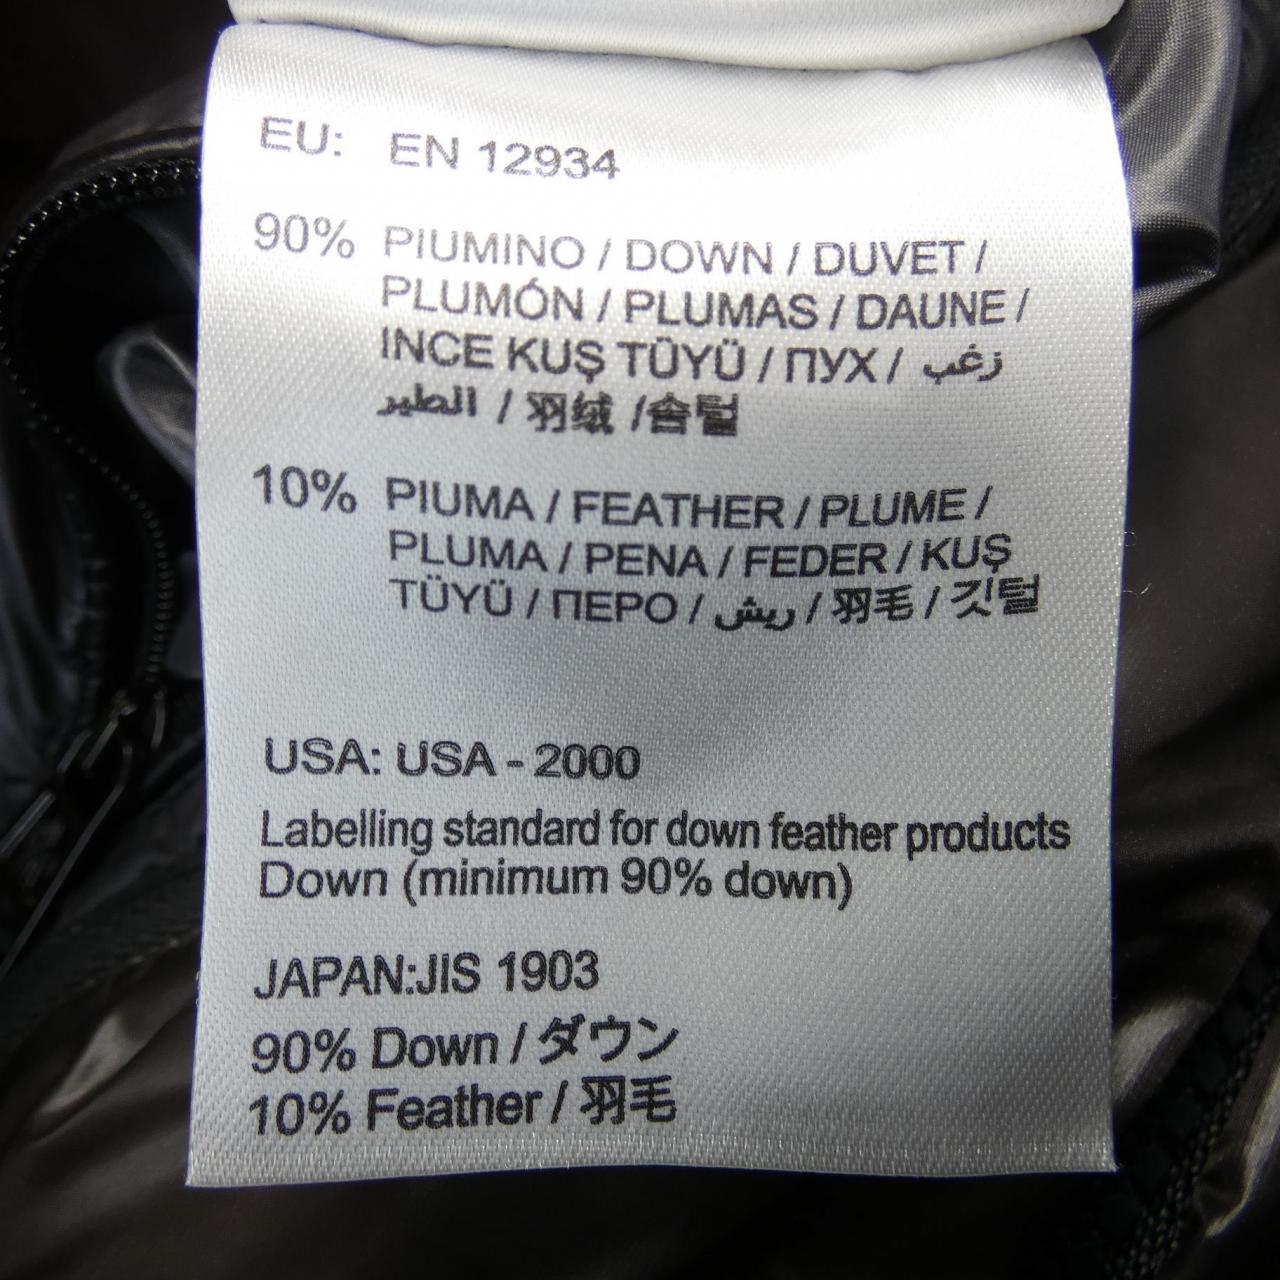 EU: EN 12934
90% PIUMINO / DOWN / DUVET /
PLUMÓN / PLUMAS / DAUNE /
INCE KUŞ TÜYÜ / ПУХ / زغب
الطير / 羽绒 /솜털
10% PIUMA / FEATHER / PLUME /
PLUMA / PENA / FEDER / KUŞ
TÜYÜ / ПЕРО / ريش / 羽毛 / 깃털
USA: USA - 2000
Labelling standard for down feather products
Down (minimum 90% down)
JAPAN:JIS 1903
90% Down / ダウン
10% Feather / 羽毛